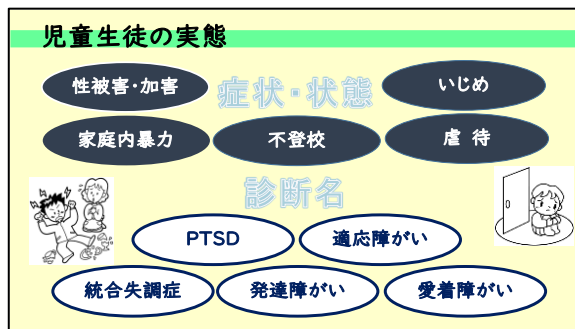 児童生徒の実態
性被害・加害
症状・状態
いじめ
家庭内暴力
不登校
虐 待
診断名
PTSD
適応障がい
統合失調症
発達障がい
愛着障がい